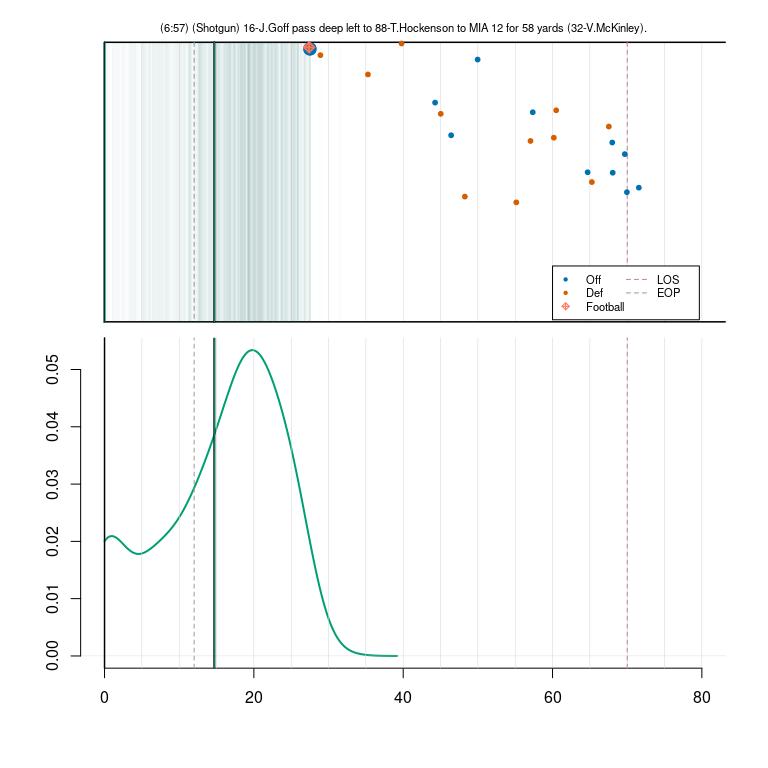 (6:57) (Shotgun) 16-J.Goff pass deep left to 88-T.Hockenson to MIA 12 for 58 yards (32-V.McKinley).
Off LOS
Def EOP
Football
0.05
0.04
0.03
0.02
0.01
0.00
0 20 40 60 80